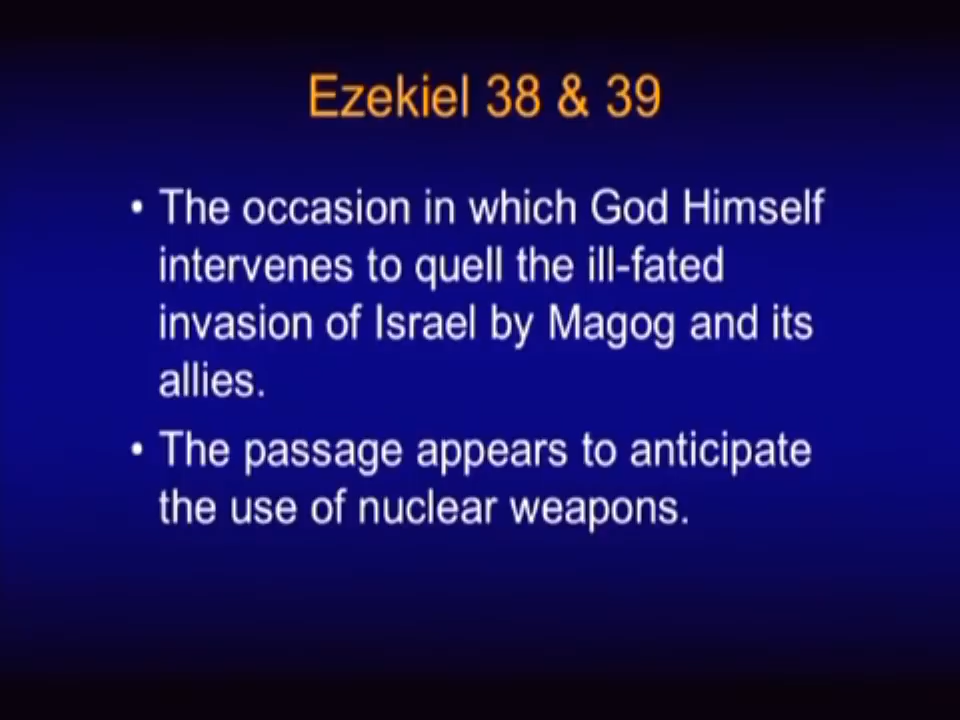 Ezekiel 38 & 39
• The occasion in which God Himself
intervenes to quell the ill-fated
invasion of Israel by Magog and its
allies.
• The passage appears to anticipate
the use of nuclear weapons.